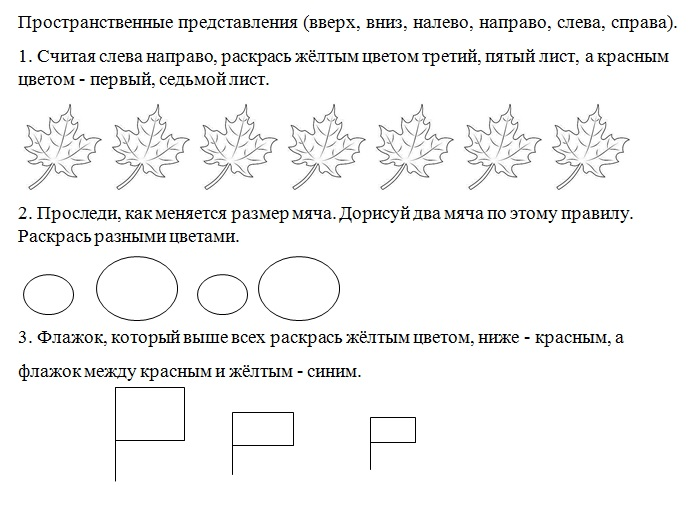 Пространственные представления (вверх, вниз, налево, направо, слева, справа).
1. Считая слева направо, раскрась жёлтым цветом третий, пятый лист, а красным
цветом - первый, седьмой лист.
2. Проследи, как меняется размер мяча. Дорисуй два мяча по этому правилу.
Раскрась разными цветами.
3. Флажок, который выше всех раскрась жёлтым цветом, ниже - красным, а
флажок между красным и жёлтым - синим.